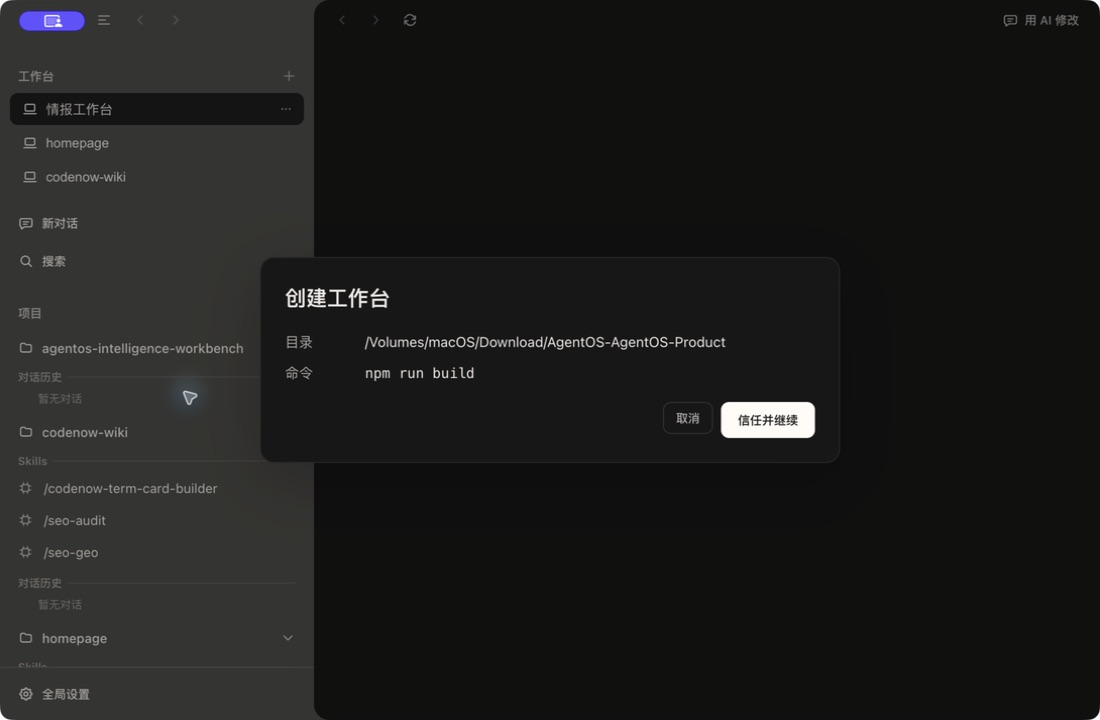 用 AI 修改
工作台
情报工作台
homepage
codenow-wiki
新对话
搜索
项目
agentos-intelligence-workbench
对话历史
暂无对话
codenow-wiki
Skills
/codenow-term-card-builder
/seo-audit
/seo-geo
对话历史
暂无对话
homepage
Skills
全局设置
创建工作台
目录 /Volumes/macOS/Download/AgentOS-AgentOS-Product
命令 npm run build
取消 信任并继续